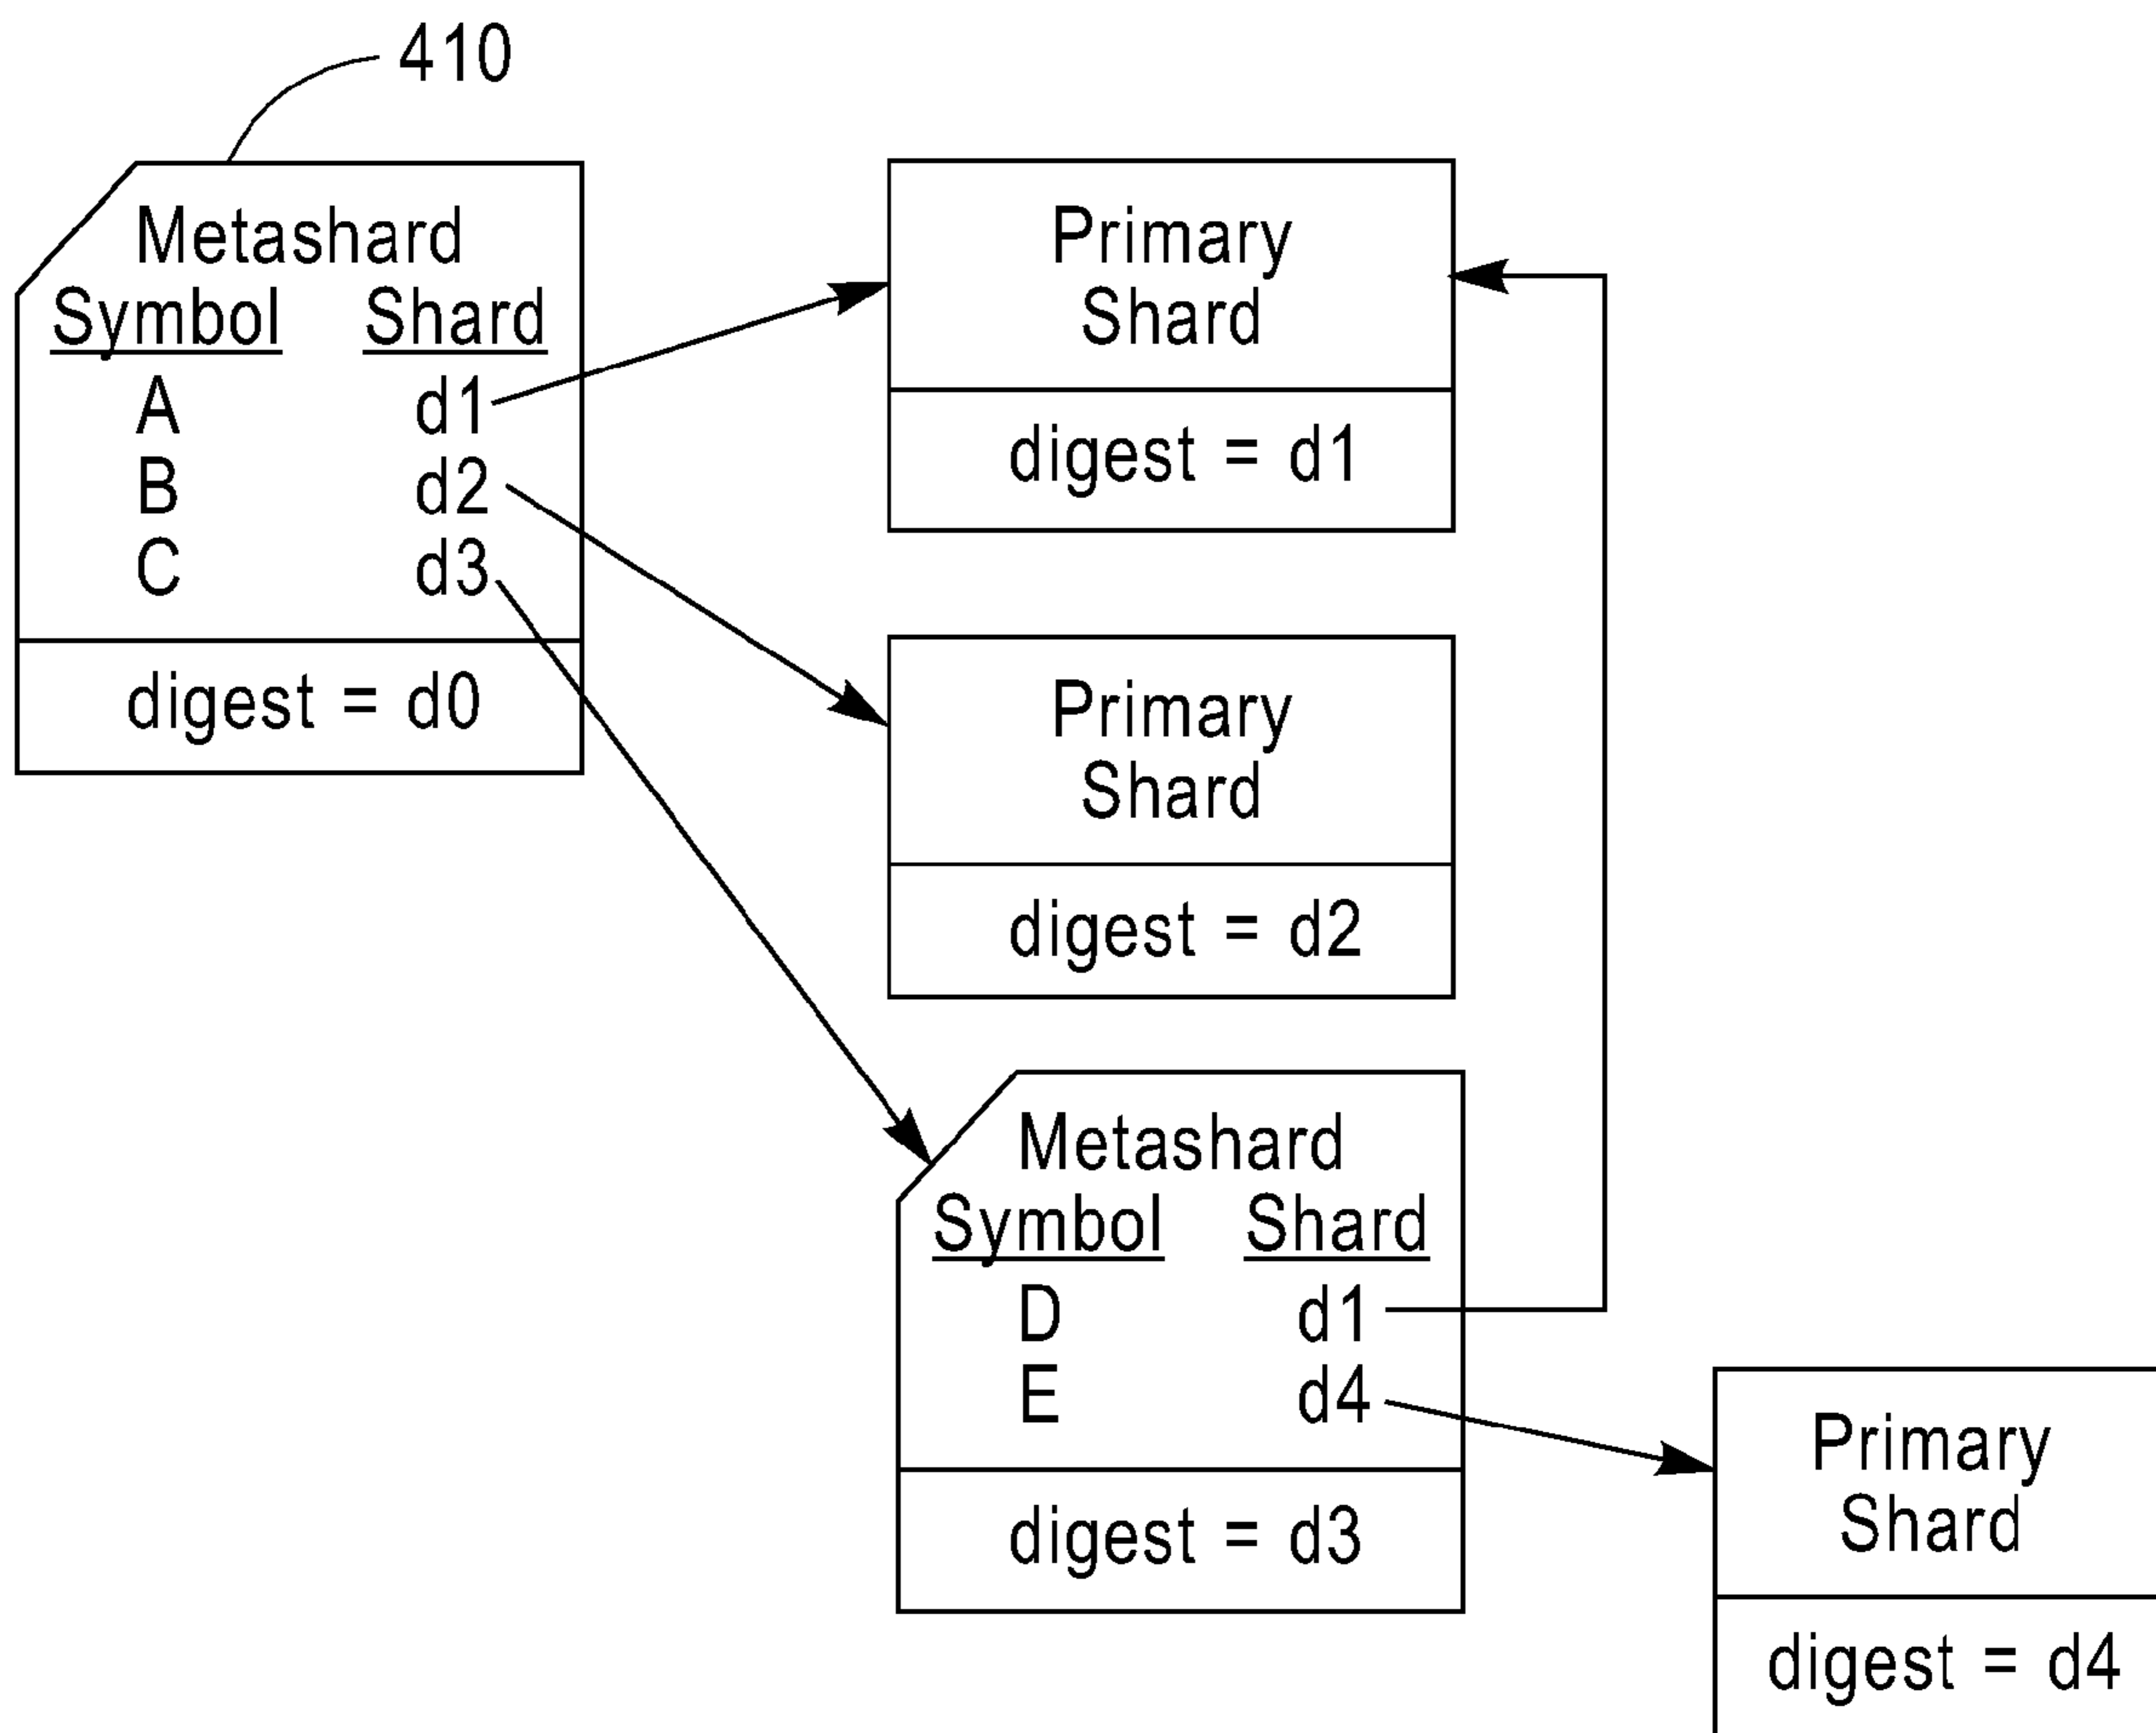 410
Metashard
Symbol Shard
A d1
B d2
C d3
digest = d0
Primary
Shard
digest = d1
Primary
Shard
digest = d2
Metashard
Symbol Shard
D d1
E d4
digest = d3
Primary
Shard
digest = d4